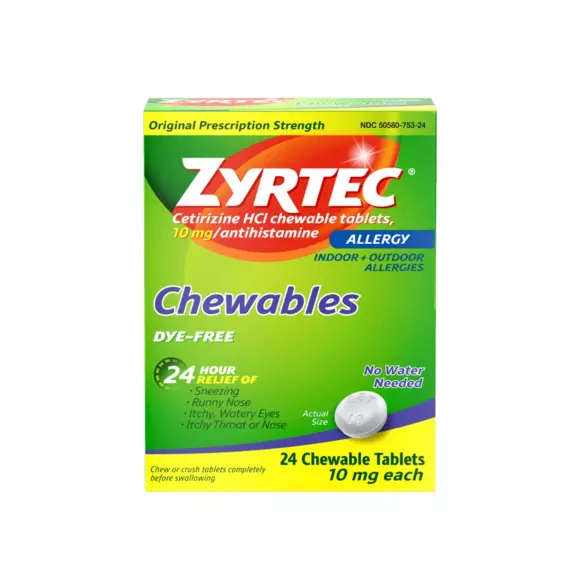 ZYRTEC
Original Prescription Strength
NDC 50580-753-24
ZYRTEC®
Cetirizine HCl chewable tablets,
10 mg/antihistamine
ALLERGY
INDOOR + OUTDOOR
ALLERGIES
Chewables
DYE-FREE
24 HOUR
RELIEF OF
• Sneezing
• Runny Nose
• Itchy, Watery Eyes
• Itchy Throat or Nose
No Water
Needed
Actual
Size
10
24 Chewable Tablets
10 mg each
Chew or crush tablets completely
before swallowing